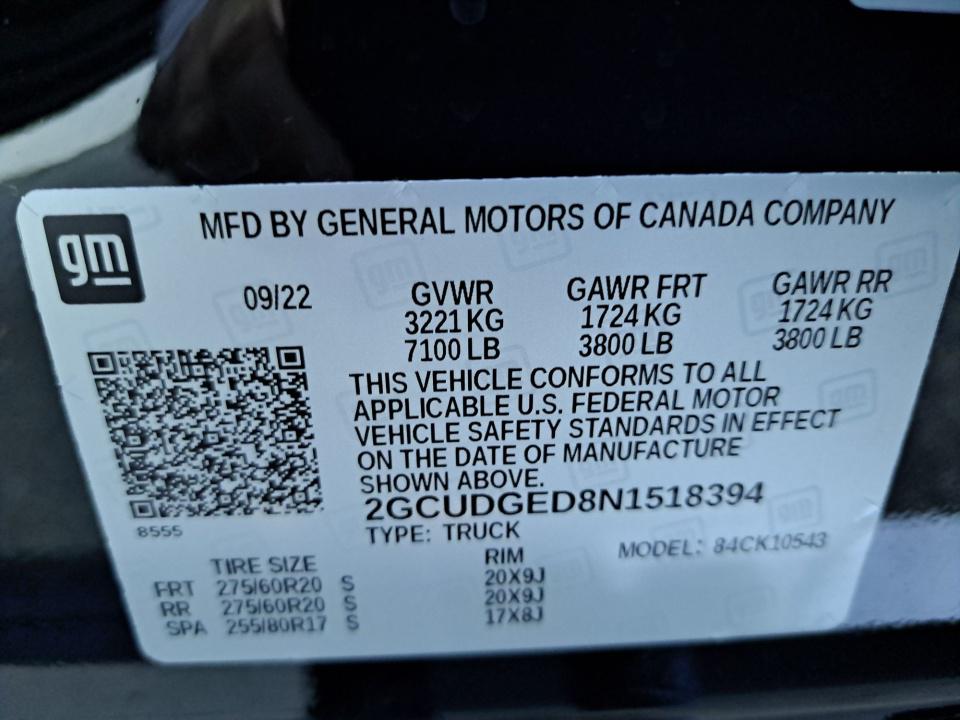 gm
MFD BY GENERAL MOTORS OF CANADA COMPANY
09/22 GVWR GAWR FRT GAWR RR
3221 KG 1724 KG 1724 KG
7100 LB 3800 LB 3800 LB
THIS VEHICLE CONFORMS TO ALL
APPLICABLE U.S. FEDERAL MOTOR
VEHICLE SAFETY STANDARDS IN EFFECT
ON THE DATE OF MANUFACTURE
SHOWN ABOVE.
2GCUDGED8N1518394
8555
TYPE: TRUCK
MODEL: 84CK10543
TIRE SIZE RIM
FRT 275/60R20 S 20X9J
RR 275/60R20 S 20X9J
SPA 255/80R17 S 17X8J